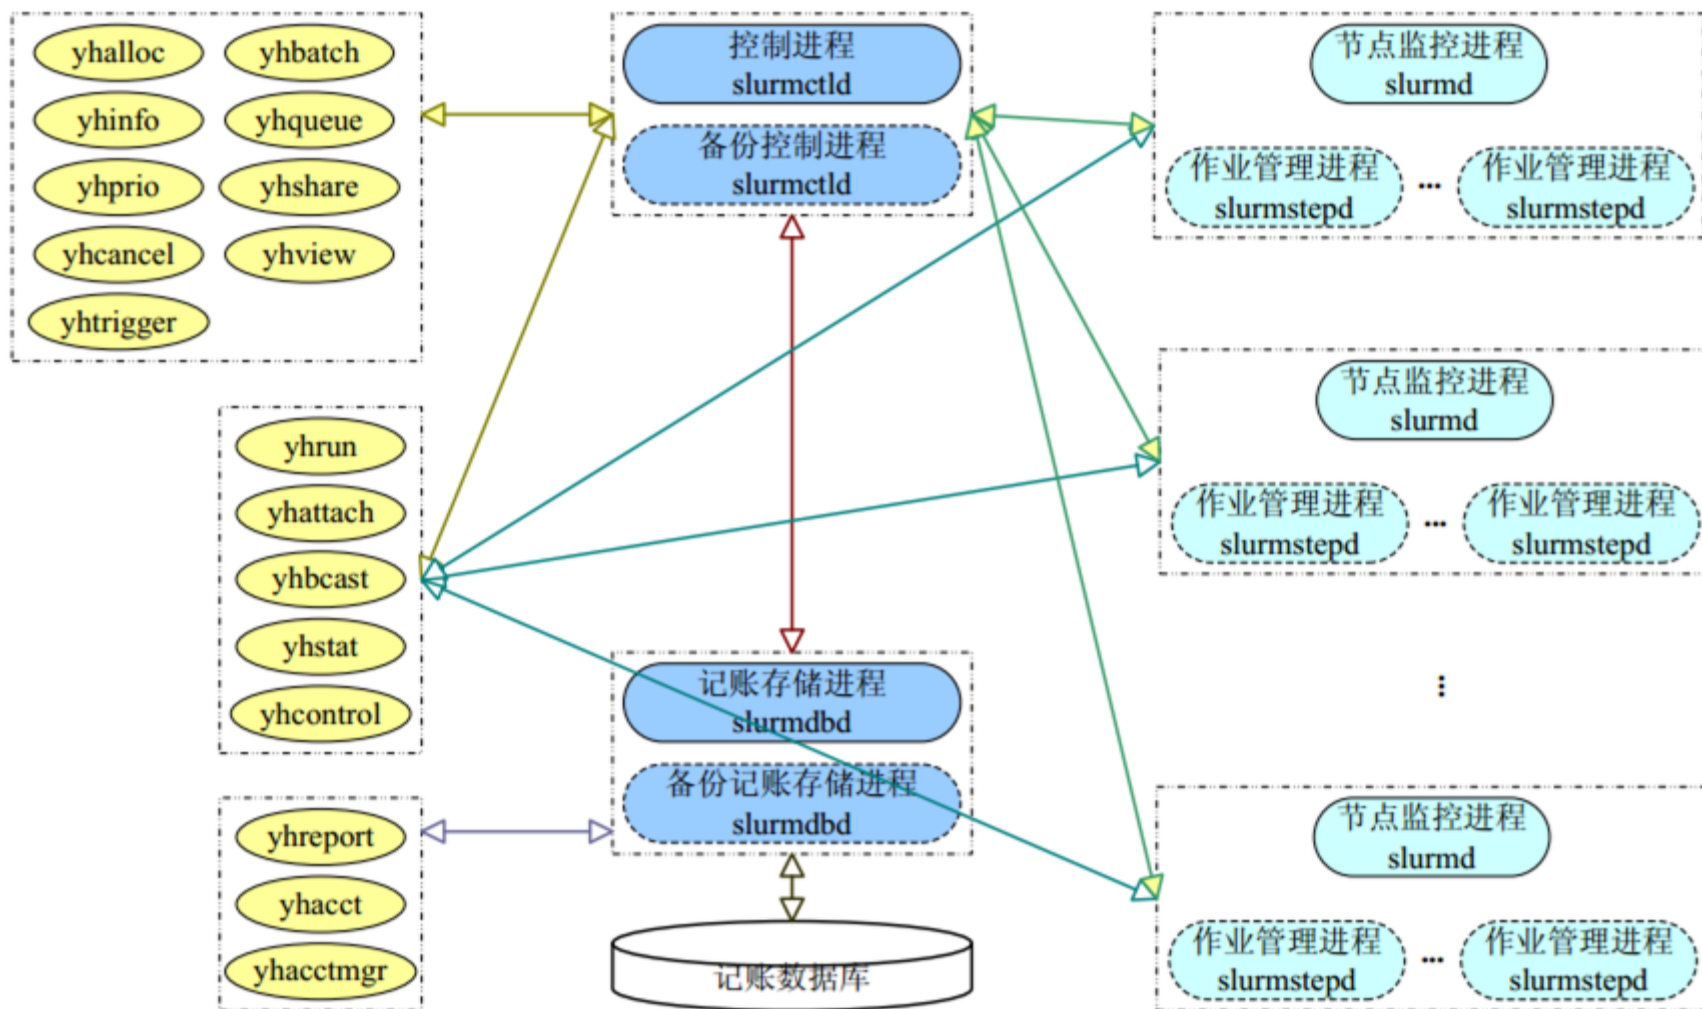 yhalloc
yhbatch
yhinfo
yhqueue
yhprio
yhshare
yhcancel
yhview
yhtrigger
控制进程
slurmctld
备份控制进程
slurmctld
节点监控进程
slurmd
作业管理进程
slurmstepd
...
作业管理进程
slurmstepd
yhrun
yhattach
yhbcast
yhstat
yhcontrol
节点监控进程
slurmd
作业管理进程
slurmstepd
...
作业管理进程
slurmstepd
记账存储进程
slurmdbd
备份记账存储进程
slurmdbd
yhreport
yhacct
yhacctmgr
记账数据库
...
节点监控进程
slurmd
作业管理进程
slurmstepd
...
作业管理进程
slurmstepd